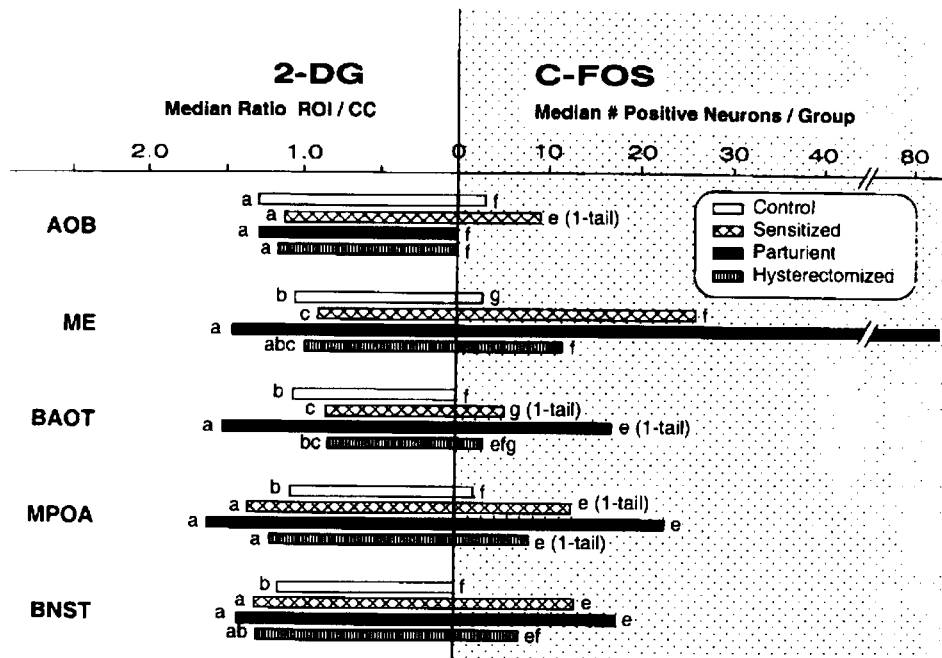 2-DG C-FOS
Median Ratio ROI / CC Median # Positive Neurons / Group
2.0 1.0 0 10 20 30 40 80
Control
Sensitized
Parturient
Hysterectomized
AOB
a f
a e (1-tail)
a f
a f
ME
b g
c f
a
abc f
BAOT
b f
c g (1-tail)
a e (1-tail)
bc efg
MPOA
b f
a e (1-tail)
a e
a e (1-tail)
BNST
b f
a e
a e
ab ef